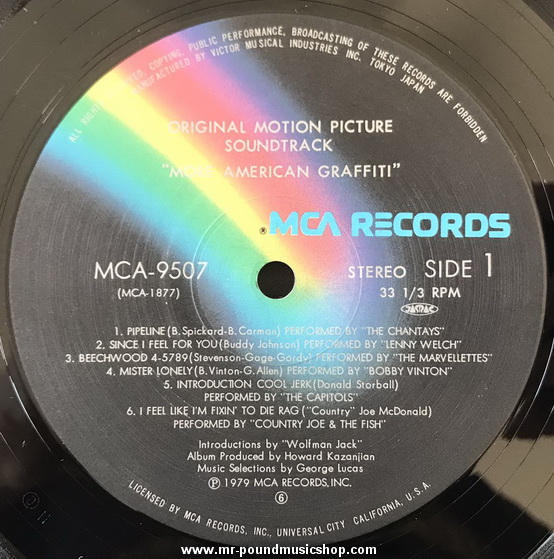 ALL RIGHTS RESERVED. COPYING, PUBLIC PERFORMANCE, BROADCASTING OF THESE RECORDS ARE FORBIDDEN
MANUFACTURED BY VICTOR MUSICAL INDUSTRIES INC. TOKYO JAPAN
ORIGINAL MOTION PICTURE
SOUNDTRACK
"MORE AMERICAN GRAFFITI"
® MCA RECORDS
MCA-9507
(MCA-1877)
STEREO SIDE 1
33 1/3 RPM
JASRAC
1. PIPELINE (B.Spickard-B.Carman) PERFORMED BY "THE CHANTAYS"
2. SINCE I FEEL FOR YOU (Buddy Johnson) PERFORMED BY "LENNY WELCH"
3. BEECHWOOD 4-5789 (Stevenson-Gage-Gordy) PERFORMED BY "THE MARVELLETTES"
4. MISTER LONELY (B.Vinton-G.Allen) PERFORMED BY "BOBBY VINTON"
5. INTRODUCTION COOL JERK (Donald Storball)
PERFORMED BY "THE CAPITOLS"
6. I FEEL LIKE I'M FIXIN' TO DIE RAG ("Country" Joe McDonald)
PERFORMED BY "COUNTRY JOE & THE FISH"
Introductions by "Wolfman Jack"
Album Produced by Howard Kazanjian
Music Selections by George Lucas
Ⓟ 1979 MCA RECORDS, INC.
⑥
LICENSED BY MCA RECORDS, INC., UNIVERSAL CITY CALIFORNIA, U.S.A.
www.mr-poundmusicshop.com